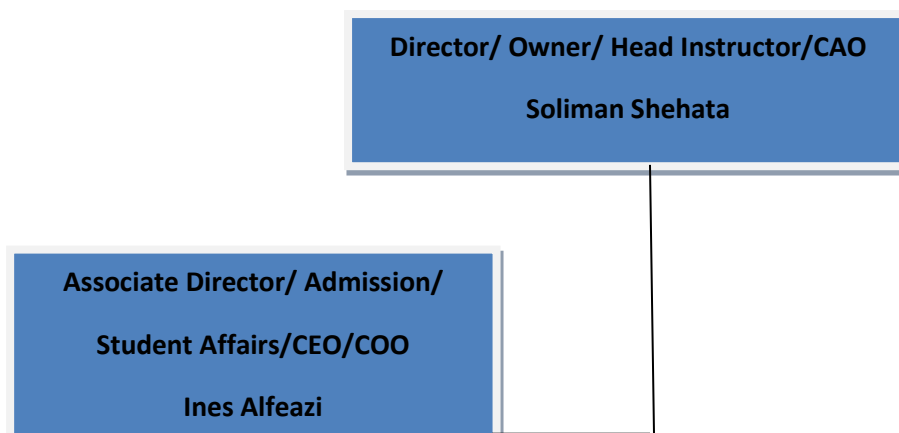 Director/ Owner/ Head Instructor/CAO
Soliman Shehata
Associate Director/ Admission/
Student Affairs/CEO/COO
Ines Alfeazi